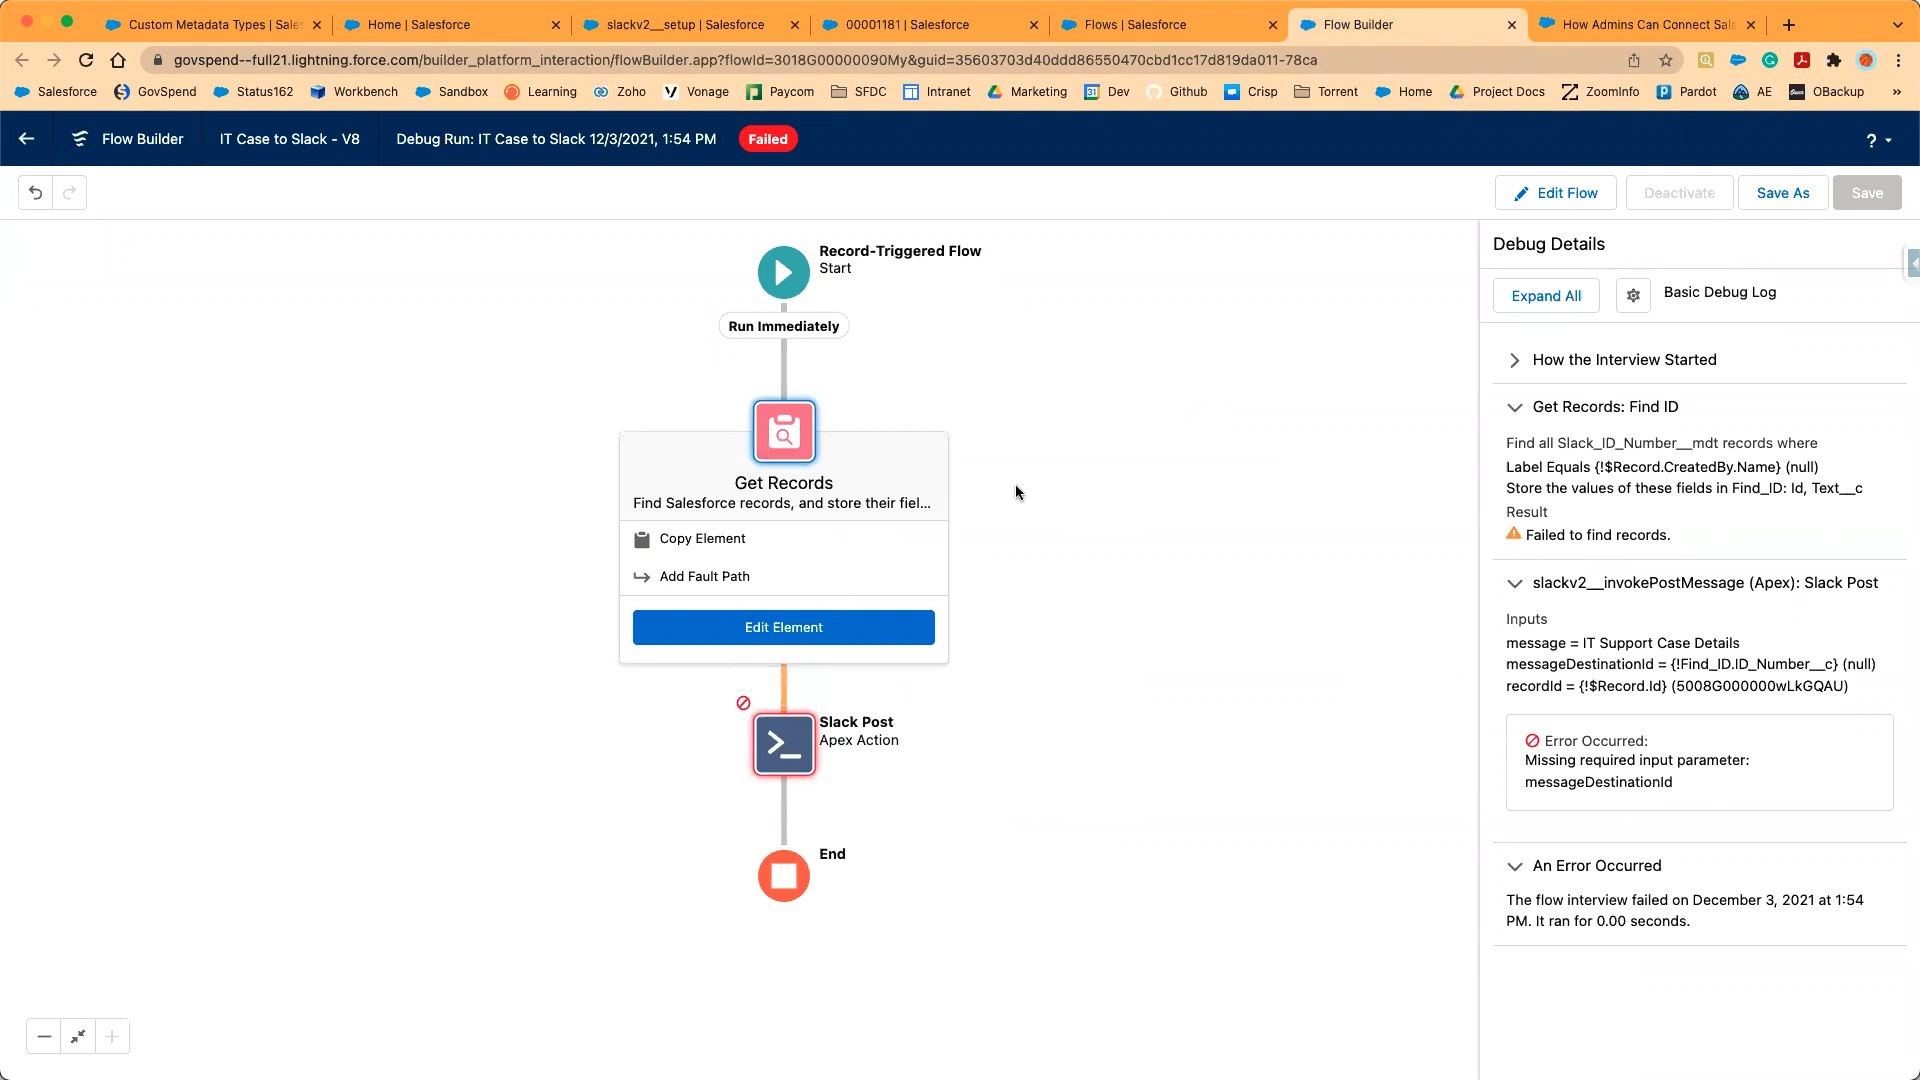 Custom Metadata Types | Sales
Home | Salesforce
slackv2__setup | Salesforce
00001181 | Salesforce
Flows | Salesforce
Flow Builder
How Admins Can Connect Sale
govspend--full21.lightning.force.com/builder_platform_interaction/flowBuilder.app?flowId=3018G00000090My&guid=35603703d40ddd86550470cbd1cc17d819da011-78ca
Salesforce
GovSpend
Status162
Workbench
Sandbox
Learning
Zoho
Vonage
Paycom
SFDC
Intranet
Marketing
Dev
Github
Crisp
Torrent
Home
Project Docs
ZoomInfo
Pardot
AE
OBackup
»
Flow Builder
IT Case to Slack - V8
Debug Run: IT Case to Slack 12/3/2021, 1:54 PM
Failed
?
Edit Flow
Deactivate
Save As
Save
Record-Triggered Flow
Start
Run Immediately
Get Records
Find Salesforce records, and store their fiel...
Copy Element
Add Fault Path
Edit Element
Slack Post
Apex Action
End
Debug Details
Expand All
Basic Debug Log
How the Interview Started
Get Records: Find ID
Find all Slack_ID_Number__mdt records where
Label Equals {!$Record.CreatedBy.Name} (null)
Store the values of these fields in Find_ID: Id, Text__c
Result
Failed to find records.
slackv2__invokePostMessage (Apex): Slack Post
Inputs
message = IT Support Case Details
messageDestinationId = {!Find_ID.ID_Number__c} (null)
recordId = {!$Record.Id} (5008G000000wLkGQAU)
Error Occurred:
Missing required input parameter:
messageDestinationId
An Error Occurred
The flow interview failed on December 3, 2021 at 1:54
PM. It ran for 0.00 seconds.